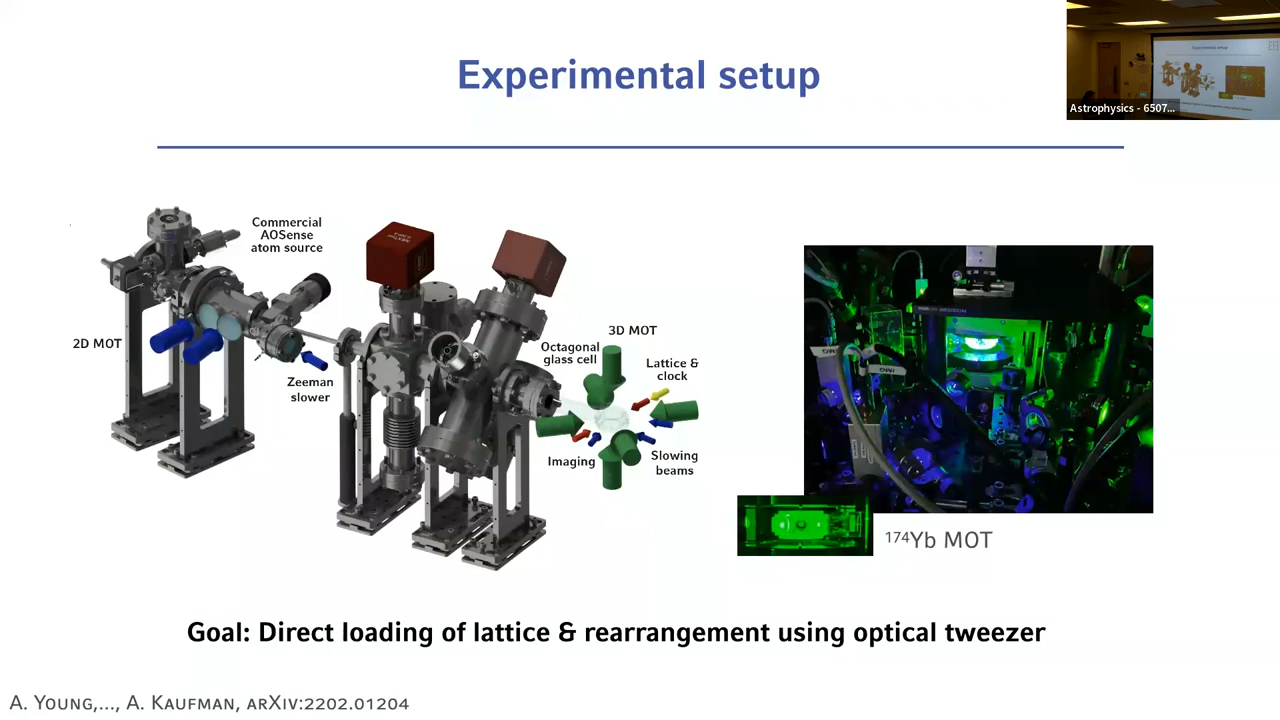 Experimental setup
Astrophysics - 6507...
Commercial
AOSense
atom source
2D MOT
Zeeman
slower
3D MOT
Octagonal
glass cell
Lattice &
clock
Imaging
Slowing
beams
IMG
174Yb MOT
Goal: Direct loading of lattice & rearrangement using optical tweezer
A. Young,..., A. Kaufman, arXiv:2202.01204